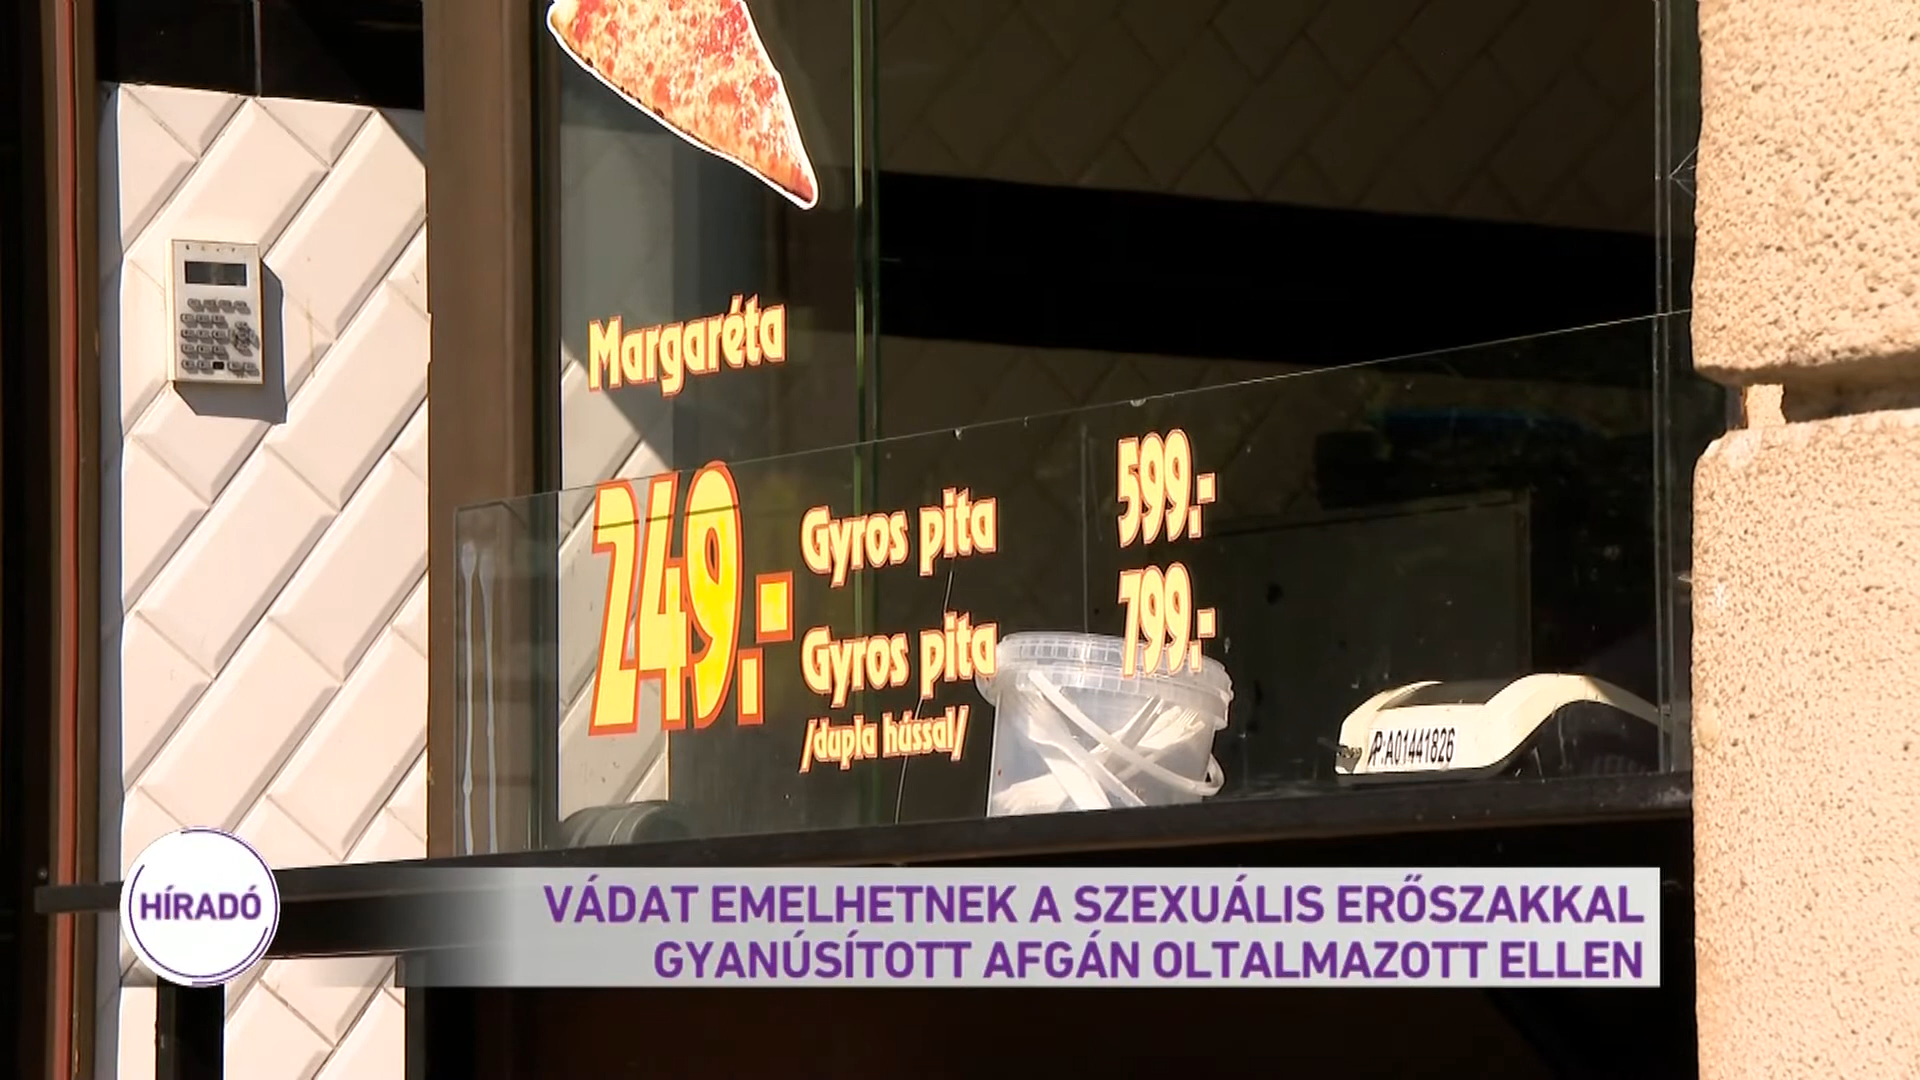 Margaréta
249.-
Gyros pita 599.-
Gyros pita 799.-
/dupla hússal/
P:A01441826
HÍRADÓ
VÁDAT EMELHETNEK A SZEXUÁLIS ERŐSZAKKAL
GYANÚSÍTOTT AFGÁN OLTALMAZOTT ELLEN